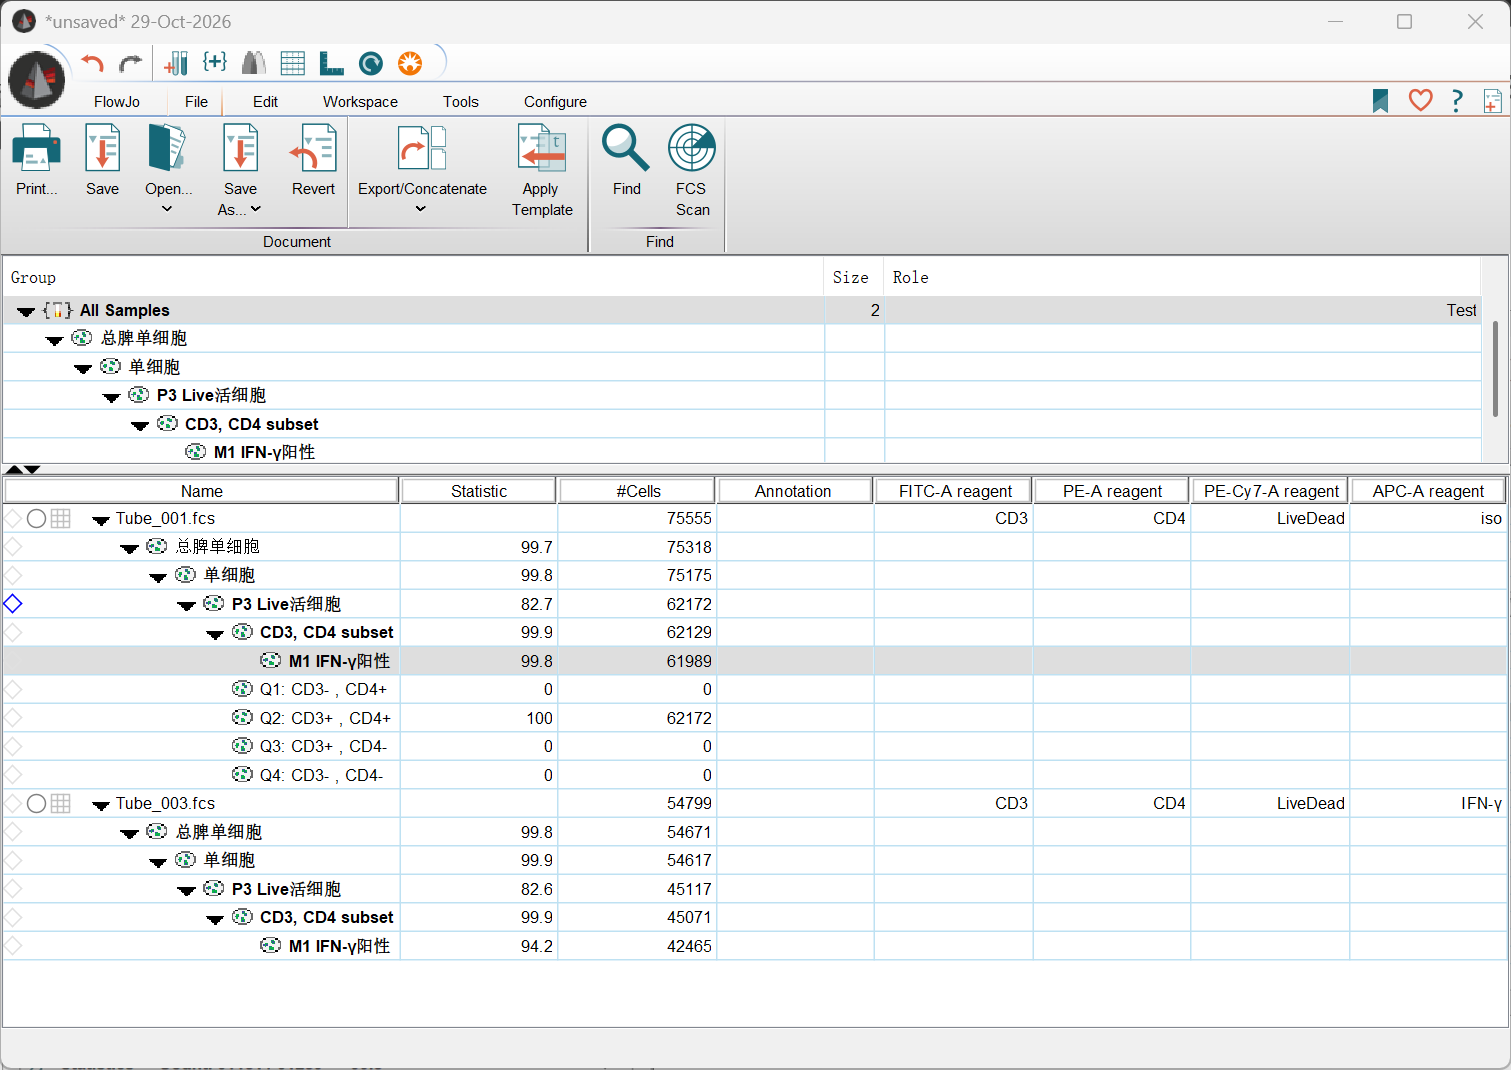 *unsaved* 29-Oct-2026
FlowJo File Edit Workspace Tools Configure
Print... Save Open... Save As... Revert Export/Concatenate Apply Template Find FCS Scan
Document Find
Group Size Role
All Samples 2 Test
总脾单细胞
单细胞
P3 Live活细胞
CD3, CD4 subset
M1 IFN-γ阳性
Name Statistic #Cells Annotation FITC-A reagent PE-A reagent PE-Cy7-A reagent APC-A reagent
Tube_001.fcs 75555 CD3 CD4 LiveDead iso
总脾单细胞 99.7 75318
单细胞 99.8 75175
P3 Live活细胞 82.7 62172
CD3, CD4 subset 99.9 62129
M1 IFN-γ阳性 99.8 61989
Q1: CD3- , CD4+ 0 0
Q2: CD3+ , CD4+ 100 62172
Q3: CD3+ , CD4- 0 0
Q4: CD3- , CD4- 0 0
Tube_003.fcs 54799 CD3 CD4 LiveDead IFN-γ
总脾单细胞 99.8 54671
单细胞 99.9 54617
P3 Live活细胞 82.6 45117
CD3, CD4 subset 99.9 45071
M1 IFN-γ阳性 94.2 42465